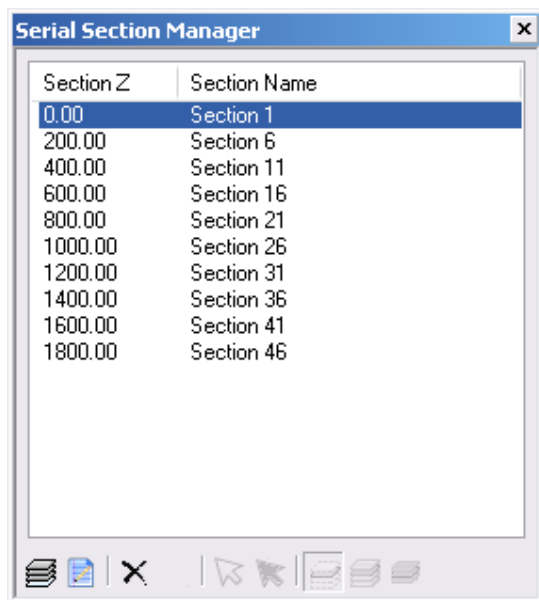 Serial Section Manager
Section Z Section Name
0.00 Section 1
200.00 Section 6
400.00 Section 11
600.00 Section 16
800.00 Section 21
1000.00 Section 26
1200.00 Section 31
1400.00 Section 36
1600.00 Section 41
1800.00 Section 46